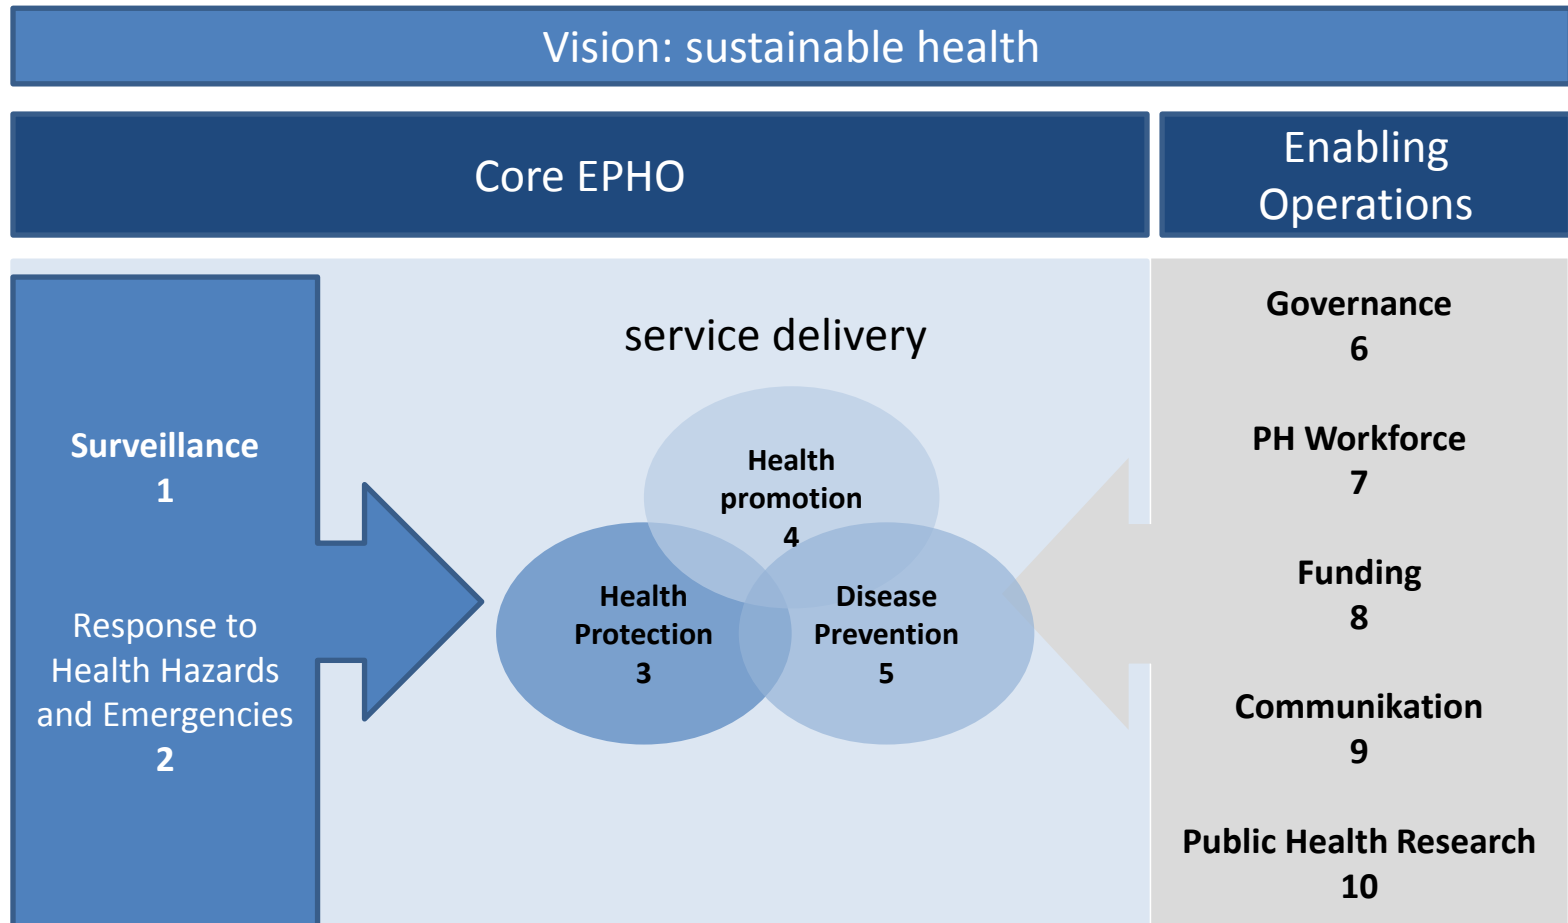 Vision: sustainable health
Core EPHO
Enabling
Operations
Surveillance
1
Response to
Health Hazards
and Emergencies
2
service delivery
Health
promotion
4
Health
Protection
3
Disease
Prevention
5
Governance
6
PH Workforce
7
Funding
8
Communikation
9
Public Health Research
10